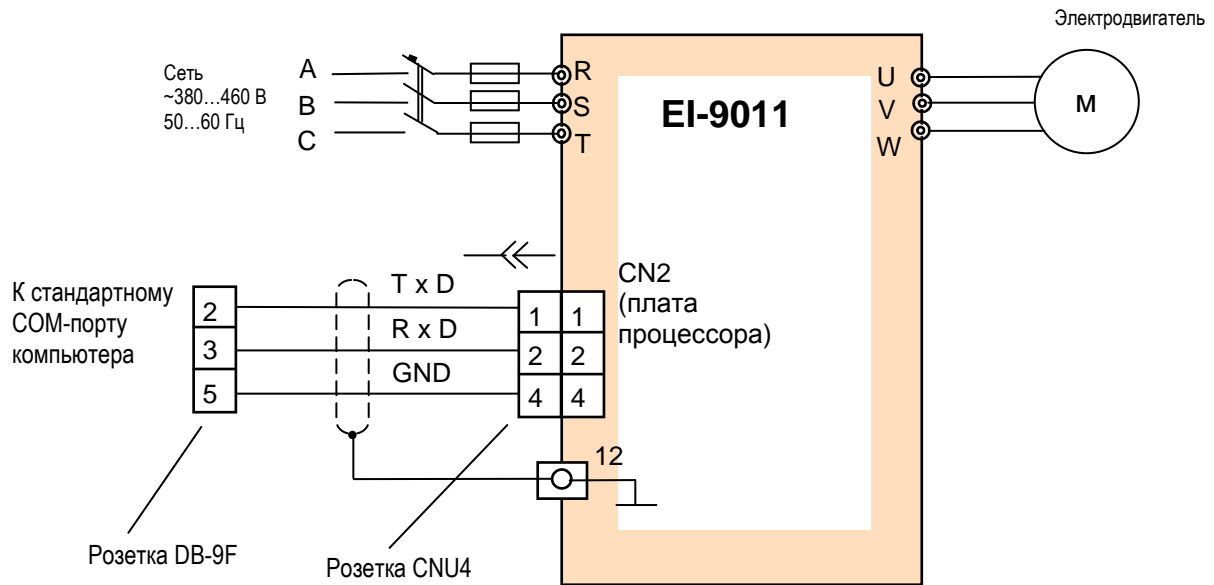 Электродвигатель
Сеть
~380...460 В
50...60 Гц
A
B
C
R
S
T
EI-9011
U
V
W
M
К стандартному
COM-порту
компьютера
2
3
5
T x D
R x D
GND
1 1
2 2
4 4
CN2
(плата
процессора)
12
Розетка DB-9F
Розетка CNU4